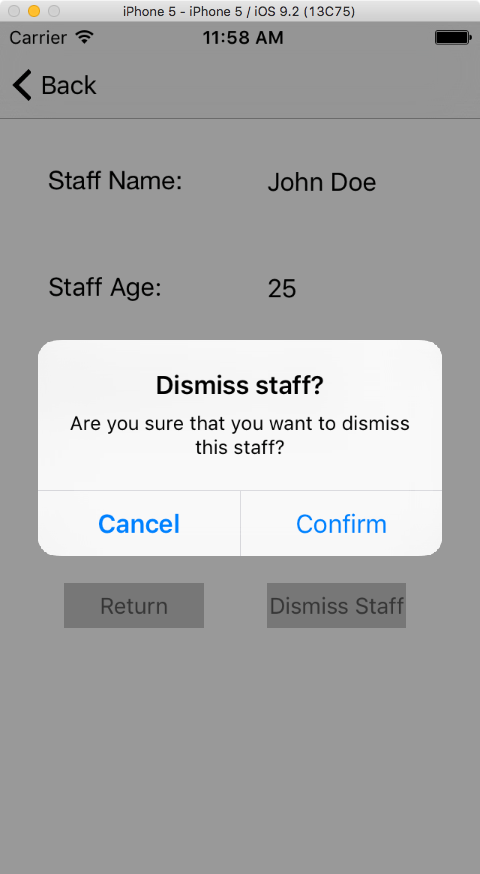 iPhone 5 - iPhone 5 / iOS 9.2 (13C75)
Carrier 11:58 AM
Back
Staff Name: John Doe
Staff Age: 25
Dismiss staff?
Are you sure that you want to dismiss
this staff?
Cancel Confirm
Return Dismiss Staff